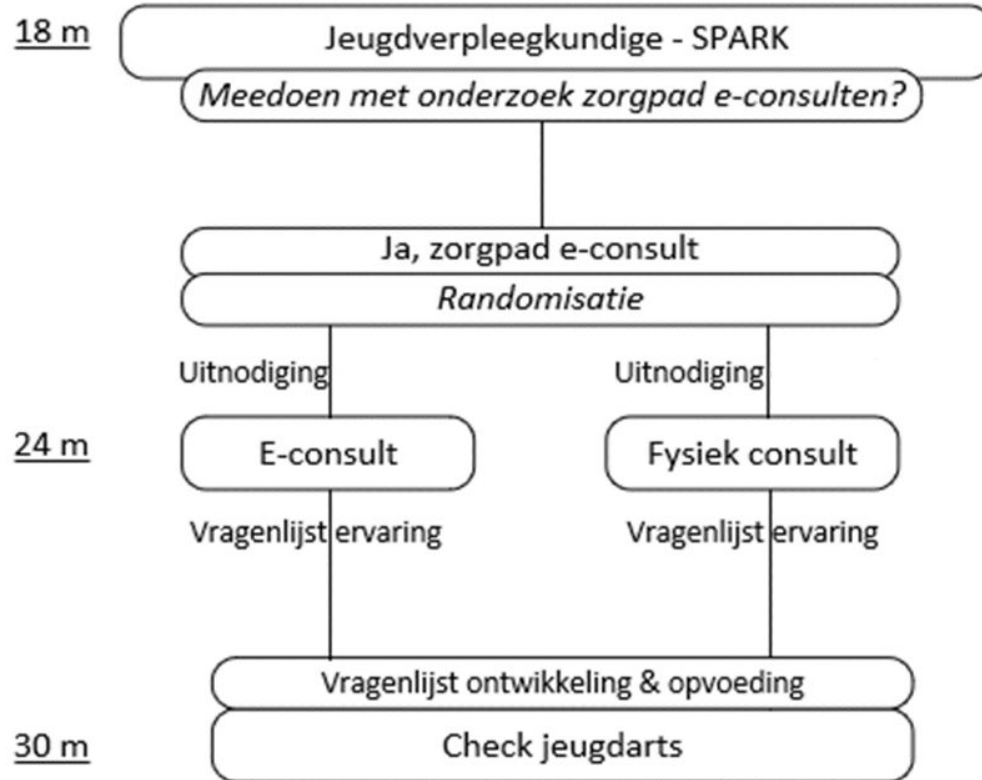 18 m
Jeugdverpleegkundige - SPARK
Meedoen met onderzoek zorgpad e-consulten?
Ja, zorgpad e-consult
Randomisatie
Uitnodiging
Uitnodiging
24 m
E-consult
Fysiek consult
Vragenlijst ervaring
Vragenlijst ervaring
Vragenlijst ontwikkeling & opvoeding
30 m
Check jeugdarts